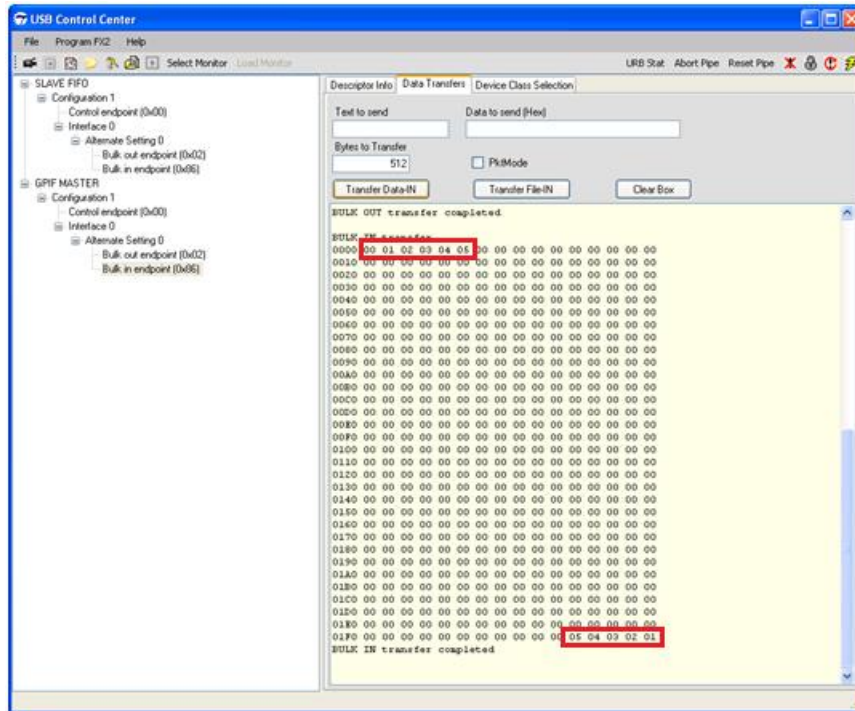 USB Control Center
File Program FX2 Help
Select Monitor Load Monitor URB Stat Abort Pipe Reset Pipe
SLAVE FIFO
Configuration 1
Control endpoint (0x00)
Interface 0
Alternate Setting 0
Bulk out endpoint (0x02)
Bulk in endpoint (0x86)
GPIF MASTER
Configuration 1
Control endpoint (0x00)
Interface 0
Alternate Setting 0
Bulk out endpoint (0x02)
Bulk in endpoint (0x86)
Descriptor Info Data Transfers Device Class Selection
Text to send Data to send (Hex)
Bytes to Transfer
512 PktMode
Transfer Data-IN Transfer File-IN Clear Box
BULK OUT transfer completed
BULK IN transfer
0000 00 01 02 03 04 05 00 00 00 00 00 00 00 00 00 00
0010 00 00 00 00 00 00 00 00 00 00 00 00 00 00 00 00
0020 00 00 00 00 00 00 00 00 00 00 00 00 00 00 00 00
0030 00 00 00 00 00 00 00 00 00 00 00 00 00 00 00 00
0040 00 00 00 00 00 00 00 00 00 00 00 00 00 00 00 00
0050 00 00 00 00 00 00 00 00 00 00 00 00 00 00 00 00
0060 00 00 00 00 00 00 00 00 00 00 00 00 00 00 00 00
0070 00 00 00 00 00 00 00 00 00 00 00 00 00 00 00 00
0080 00 00 00 00 00 00 00 00 00 00 00 00 00 00 00 00
0090 00 00 00 00 00 00 00 00 00 00 00 00 00 00 00 00
00A0 00 00 00 00 00 00 00 00 00 00 00 00 00 00 00 00
00B0 00 00 00 00 00 00 00 00 00 00 00 00 00 00 00 00
00C0 00 00 00 00 00 00 00 00 00 00 00 00 00 00 00 00
00D0 00 00 00 00 00 00 00 00 00 00 00 00 00 00 00 00
00E0 00 00 00 00 00 00 00 00 00 00 00 00 00 00 00 00
00F0 00 00 00 00 00 00 00 00 00 00 00 00 00 00 00 00
0100 00 00 00 00 00 00 00 00 00 00 00 00 00 00 00 00
0110 00 00 00 00 00 00 00 00 00 00 00 00 00 00 00 00
0120 00 00 00 00 00 00 00 00 00 00 00 00 00 00 00 00
0130 00 00 00 00 00 00 00 00 00 00 00 00 00 00 00 00
0140 00 00 00 00 00 00 00 00 00 00 00 00 00 00 00 00
0150 00 00 00 00 00 00 00 00 00 00 00 00 00 00 00 00
0160 00 00 00 00 00 00 00 00 00 00 00 00 00 00 00 00
0170 00 00 00 00 00 00 00 00 00 00 00 00 00 00 00 00
0180 00 00 00 00 00 00 00 00 00 00 00 00 00 00 00 00
0190 00 00 00 00 00 00 00 00 00 00 00 00 00 00 00 00
01A0 00 00 00 00 00 00 00 00 00 00 00 00 00 00 00 00
01B0 00 00 00 00 00 00 00 00 00 00 00 00 00 00 00 00
01C0 00 00 00 00 00 00 00 00 00 00 00 00 00 00 00 00
01D0 00 00 00 00 00 00 00 00 00 00 00 00 00 00 00 00
01E0 00 00 00 00 00 00 00 00 00 00 00 00 00 00 00 00
01F0 00 00 00 00 00 00 00 00 00 00 00 05 04 03 02 01
BULK IN transfer completed